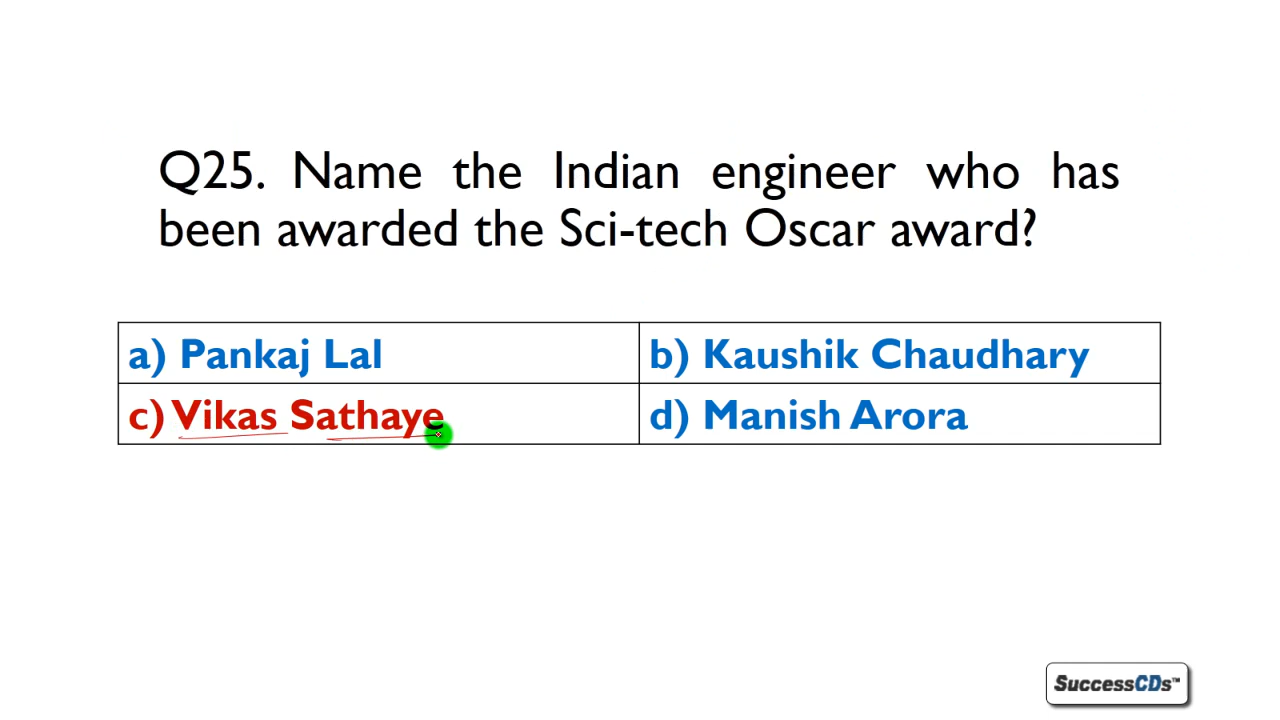 Q25. Name the Indian engineer who has
been awarded the Sci-tech Oscar award?
a) Pankaj Lal
b) Kaushik Chaudhary
c) Vikas Sathaye
d) Manish Arora
SuccessCDs™